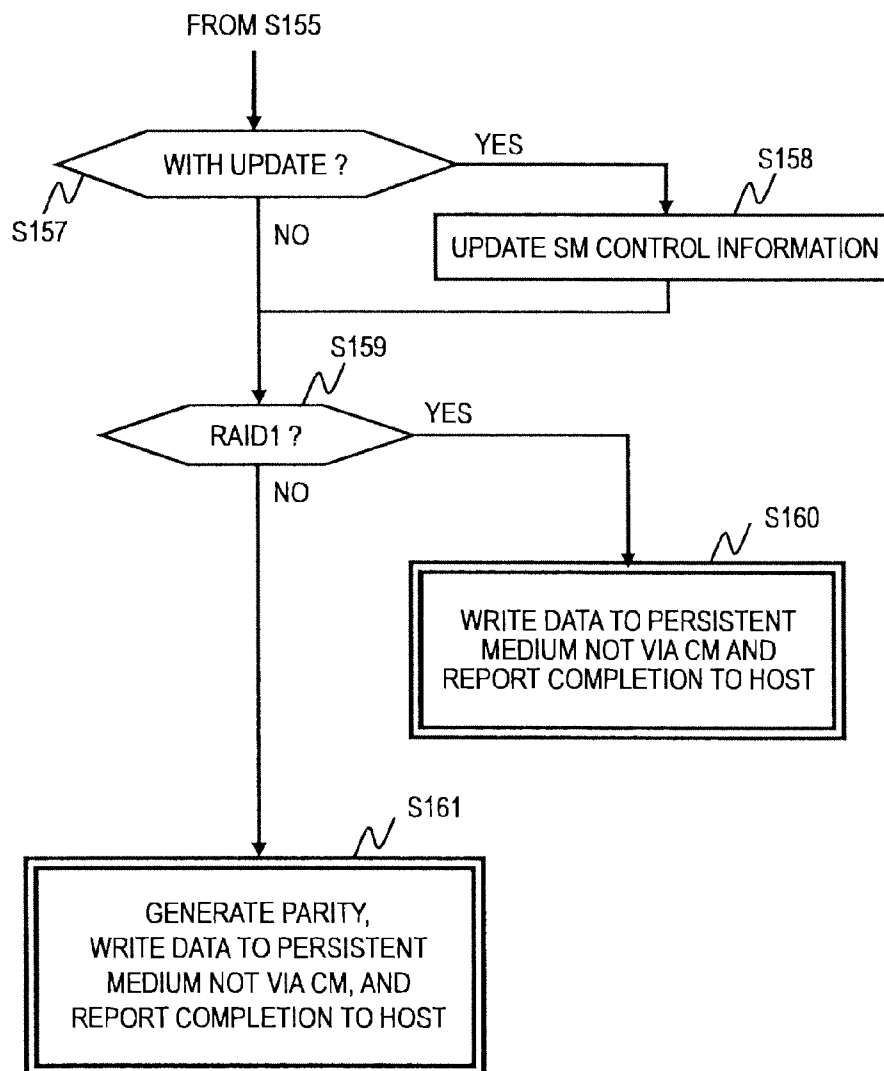 FROM S155
WITH UPDATE ?
YES
S158
S157
NO
UPDATE SM CONTROL INFORMATION
S159
RAID1 ?
YES
NO
S160
WRITE DATA TO PERSISTENT
MEDIUM NOT VIA CM AND
REPORT COMPLETION TO HOST
S161
GENERATE PARITY,
WRITE DATA TO PERSISTENT
MEDIUM NOT VIA CM, AND
REPORT COMPLETION TO HOST